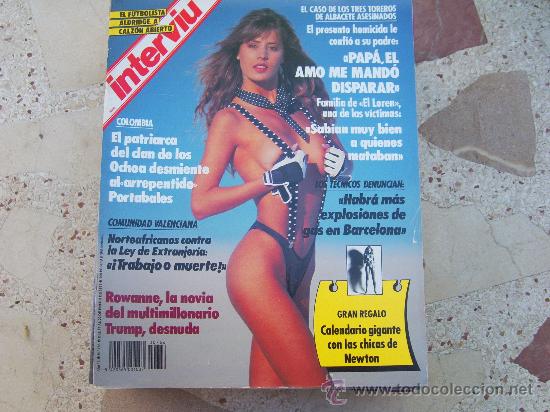 EL FUTBOLISTA
ALDRIDGE A
CALZÓN ABIERTO
interviu
EL CASO DE LOS TRES TOREROS
DE ALBACETE ASESINADOS
El presunto homicida le
confió a su padre:
«PAPÁ, EL
AMO ME MANDÓ
DISPARAR»
Familia de «El Loren»,
una de las víctimas:
«Sabían muy bien
a quienes
mataban»
COLOMBIA
El patriarca
del clan de los
Ochoa desmiente
al «arrepentido»
Portabales
LOS TECNICOS DENUNCIAN:
«Habrá más
explosiones de
gas en Barcelona»
COMUNIDAD VALENCIANA
Norteafricanos contra
la Ley de Extranjería:
«¡Trabajo o muerte!»
Rowanne, la novia
del multimillonario
Trump, desnuda
GRAN REGALO
Calendario gigante
con las chicas de
Newton
todocoleccion.net